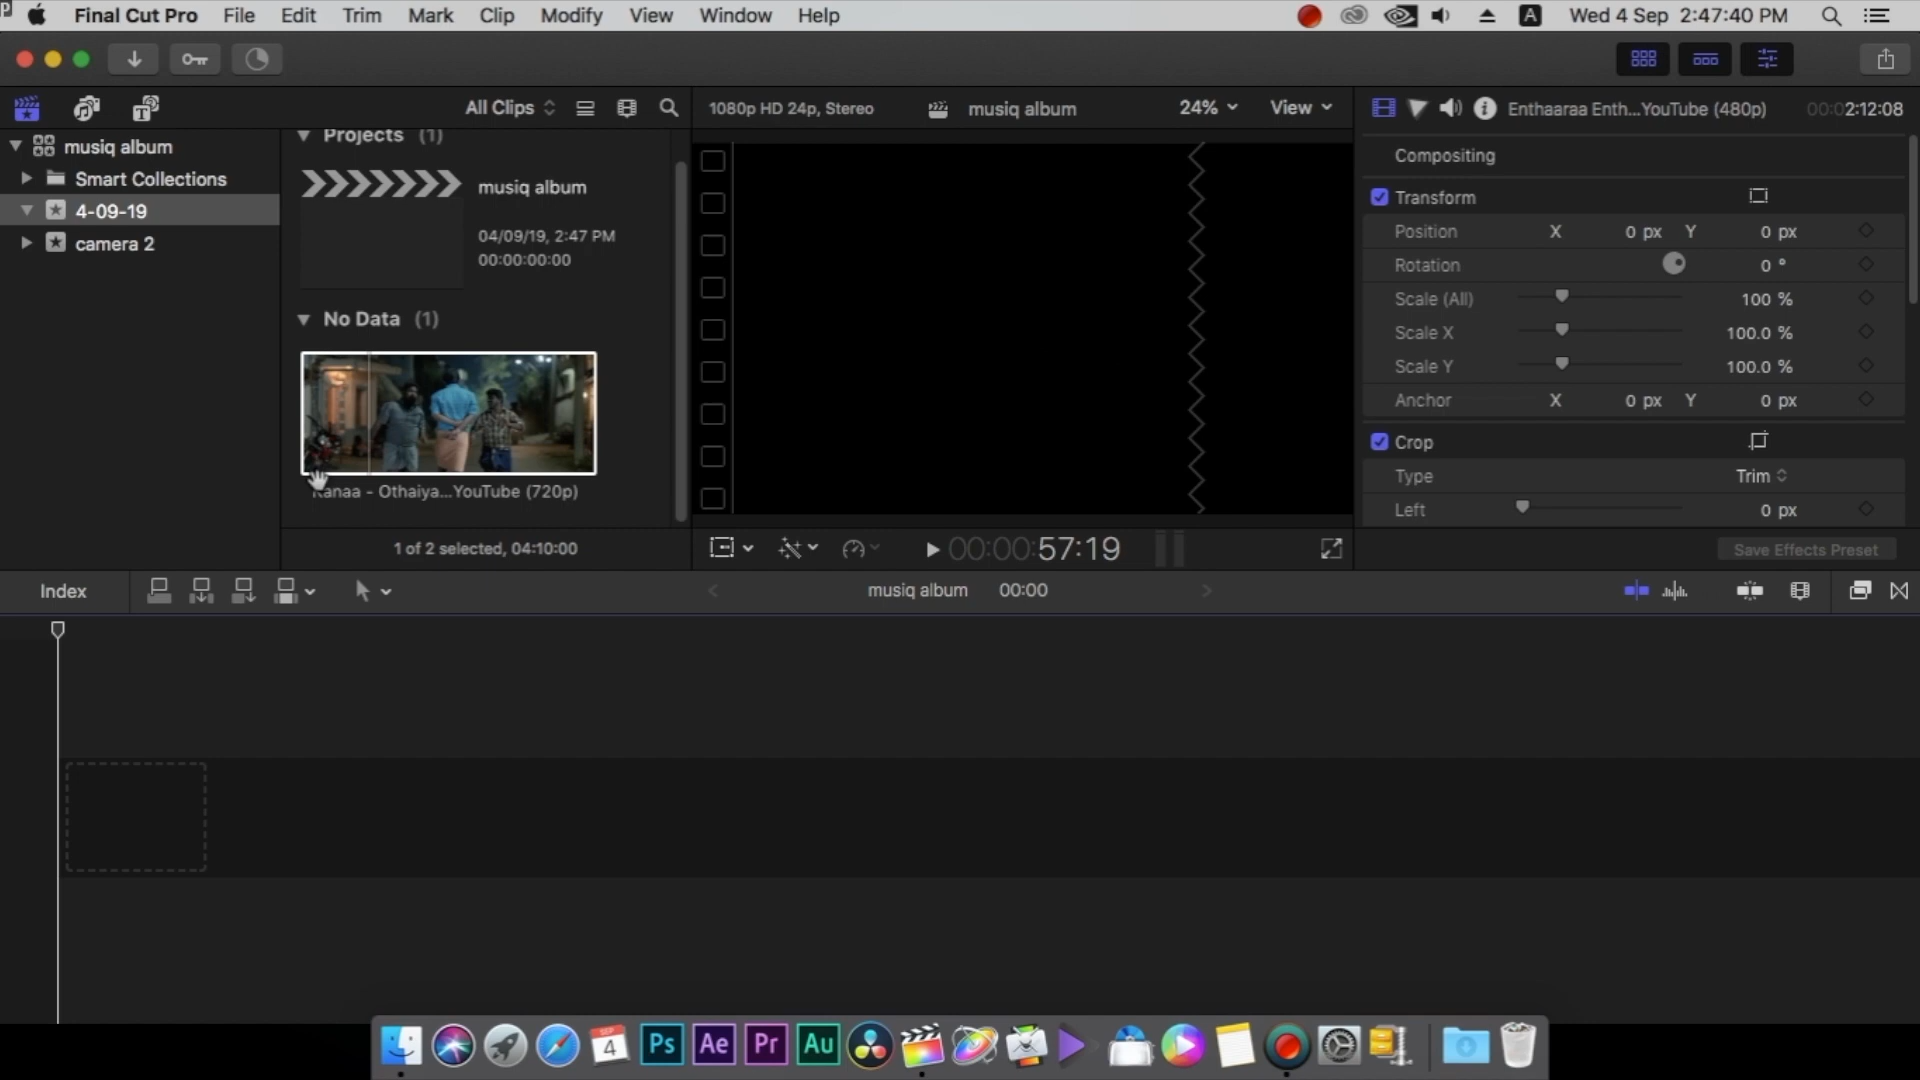 P
Final Cut Pro File Edit Trim Mark Clip Modify View Window Help A Wed 4 Sep 2:47:40 PM
All Clips 1080p HD 24p, Stereo musiq album 24% View Enthaaraa Enth...YouTube (480p) 00:02:12:08
musiq album
Smart Collections
4-09-19
camera 2
Projects (1)
musiq album
04/09/19, 2:47 PM
00:00:00:00
No Data (1)
Kanaa - Othaiya...YouTube (720p)
1 of 2 selected, 04:10:00
00:00:57:19
Compositing
Transform
Position X 0 px Y 0 px
Rotation 0 °
Scale (All) 100 %
Scale X 100.0 %
Scale Y 100.0 %
Anchor X 0 px Y 0 px
Crop
Type Trim
Left 0 px
Save Effects Preset
Index musiq album 00:00
SEP
4
Ps Ae Pr Au